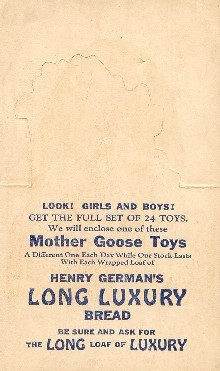 LOOK! GIRLS AND BOYS!
GET THE FULL SET OF 24 TOYS.
We will enclose one of these
Mother Goose Toys
A Different One Each Day While Our Stock Lasts
With Each Wrapped Loaf of
HENRY GERMAN'S
LONG LUXURY
BREAD
BE SURE AND ASK FOR
THE LONG LOAF OF LUXURY